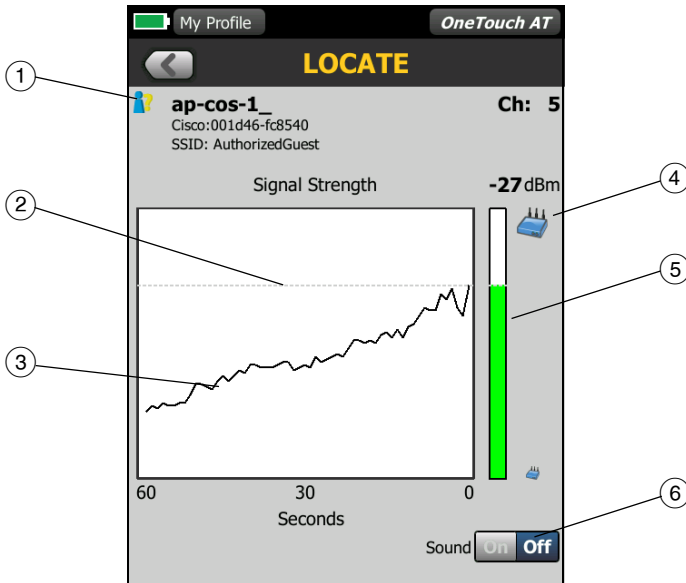 My Profile
OneTouch AT
LOCATE
1
ap-cos-1_
Ch: 5
Cisco:001d46-fc8540
SSID: AuthorizedGuest
Signal Strength
-27 dBm
4
2
5
3
60
30
0
6
Seconds
Sound On Off